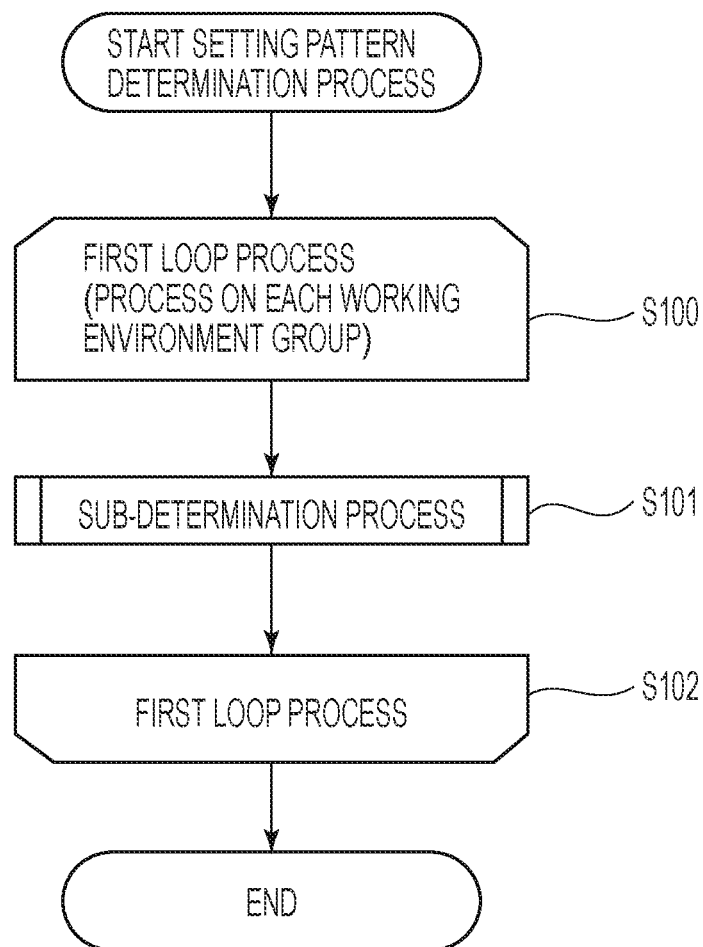 START SETTING PATTERN
DETERMINATION PROCESS
FIRST LOOP PROCESS
(PROCESS ON EACH WORKING
ENVIRONMENT GROUP)
S100
SUB-DETERMINATION PROCESS
S101
FIRST LOOP PROCESS
S102
END